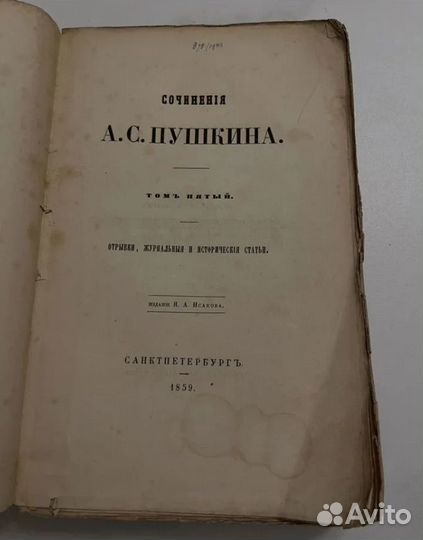 СОЧИНЕНІЯ
А.С.ПУШКИНА.
ТОМЪ ПЯТЫЙ.
ОТРЫВКИ, ЖУРНАЛЬНЫЯ И ИСТОРИЧЕСКІЯ СТАТЬИ.
ИЗДАНІЕ Я. А. ИСАКОВА.
САНКТПЕТЕРБУРГЪ.
1859.
Avito